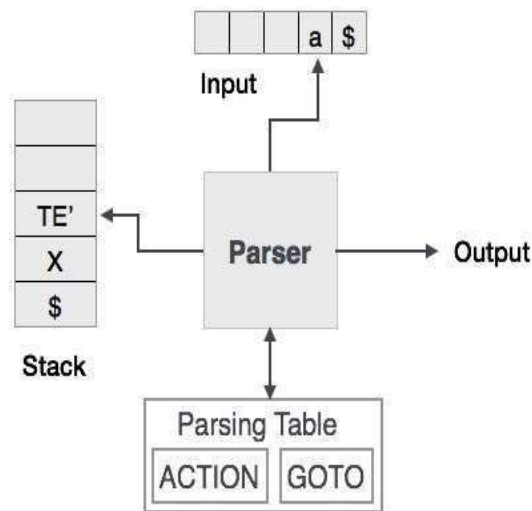 a $
Input
TE’
X
$
Stack
Parser
Output
Parsing Table
ACTION GOTO